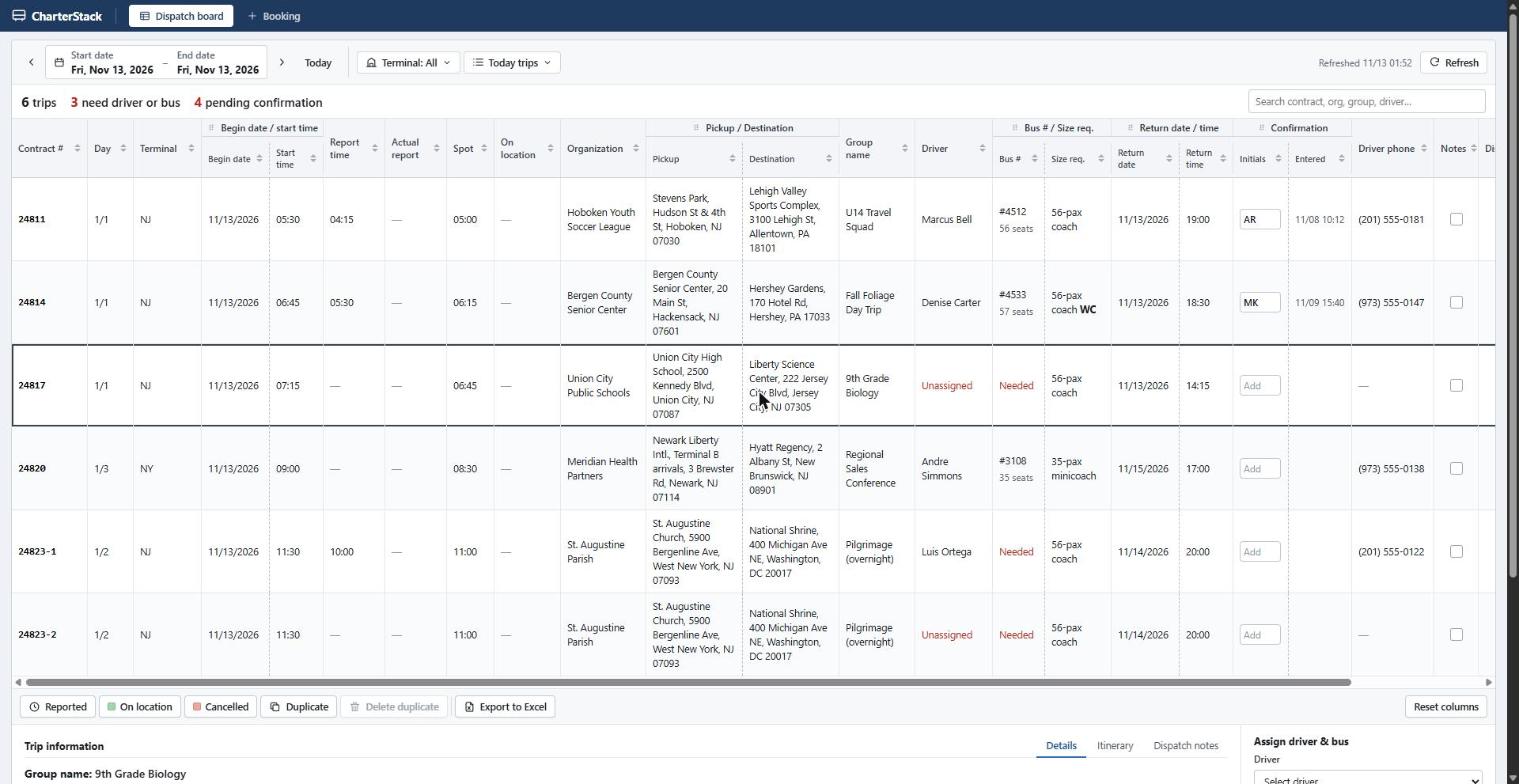 CharterStack
Dispatch board
Booking
Start date
End date
Fri, Nov 13, 2026 – Fri, Nov 13, 2026
Today
Terminal: All
Today trips
Refreshed 11/13 01:52
Refresh
6 trips 3 need driver or bus 4 pending confirmation
Search contract, org, group, driver...
Begin date / start time
Pickup / Destination
Bus # / Size req.
Return date / time
Confirmation
Contract # Day Terminal Begin date Start time Report time Actual report Spot On location Organization Pickup Destination Group name Driver Bus # Size req. Return date Return time Initials Entered Driver phone Notes Di
24811 1/1 NJ 11/13/2026 05:30 04:15 — 05:00 — Hoboken Youth Soccer League Stevens Park, Hudson St & 4th St, Hoboken, NJ 07030 Lehigh Valley Sports Complex, 3100 Lehigh St, Allentown, PA 18101 U14 Travel Squad Marcus Bell #4512 56 seats 56-pax coach 11/13/2026 19:00 AR 11/08 10:12 (201) 555-0181
24814 1/1 NJ 11/13/2026 06:45 05:30 — 06:15 — Bergen County Senior Center Bergen County Senior Center, 20 Main St, Hackensack, NJ 07601 Hershey Gardens, 170 Hotel Rd, Hershey, PA 17033 Fall Foliage Day Trip Denise Carter #4533 57 seats 56-pax coach WC 11/13/2026 18:30 MK 11/09 15:40 (973) 555-0147
24817 1/1 NJ 11/13/2026 07:15 — — 06:45 — Union City Public Schools Union City High School, 2500 Kennedy Blvd, Union City, NJ 07087 Liberty Science Center, 222 Jersey City Blvd, Jersey City, NJ 07305 9th Grade Biology Unassigned Needed 56-pax coach 11/13/2026 14:15 Add —
24820 1/3 NY 11/13/2026 09:00 — — 08:30 — Meridian Health Partners Newark Liberty Intl., Terminal B arrivals, 3 Brewster Rd, Newark, NJ 07114 Hyatt Regency, 2 Albany St, New Brunswick, NJ 08901 Regional Sales Conference Andre Simmons #3108 35 seats 35-pax minicoach 11/15/2026 17:00 Add (973) 555-0138
24823-1 1/2 NJ 11/13/2026 11:30 10:00 — 11:00 — St. Augustine Parish St. Augustine Church, 5900 Bergenline Ave, West New York, NJ 07093 National Shrine, 400 Michigan Ave NE, Washington, DC 20017 Pilgrimage (overnight) Luis Ortega Needed 56-pax coach 11/14/2026 20:00 Add (201) 555-0122
24823-2 1/2 NJ 11/13/2026 11:30 — — 11:00 — St. Augustine Parish St. Augustine Church, 5900 Bergenline Ave, West New York, NJ 07093 National Shrine, 400 Michigan Ave NE, Washington, DC 20017 Pilgrimage (overnight) Unassigned Needed 56-pax coach 11/14/2026 20:00 Add —
Reported
On location
Cancelled
Duplicate
Delete duplicate
Export to Excel
Reset columns
Trip information
Details
Itinerary
Dispatch notes
Group name: 9th Grade Biology
Assign driver & bus
Driver
Select driver